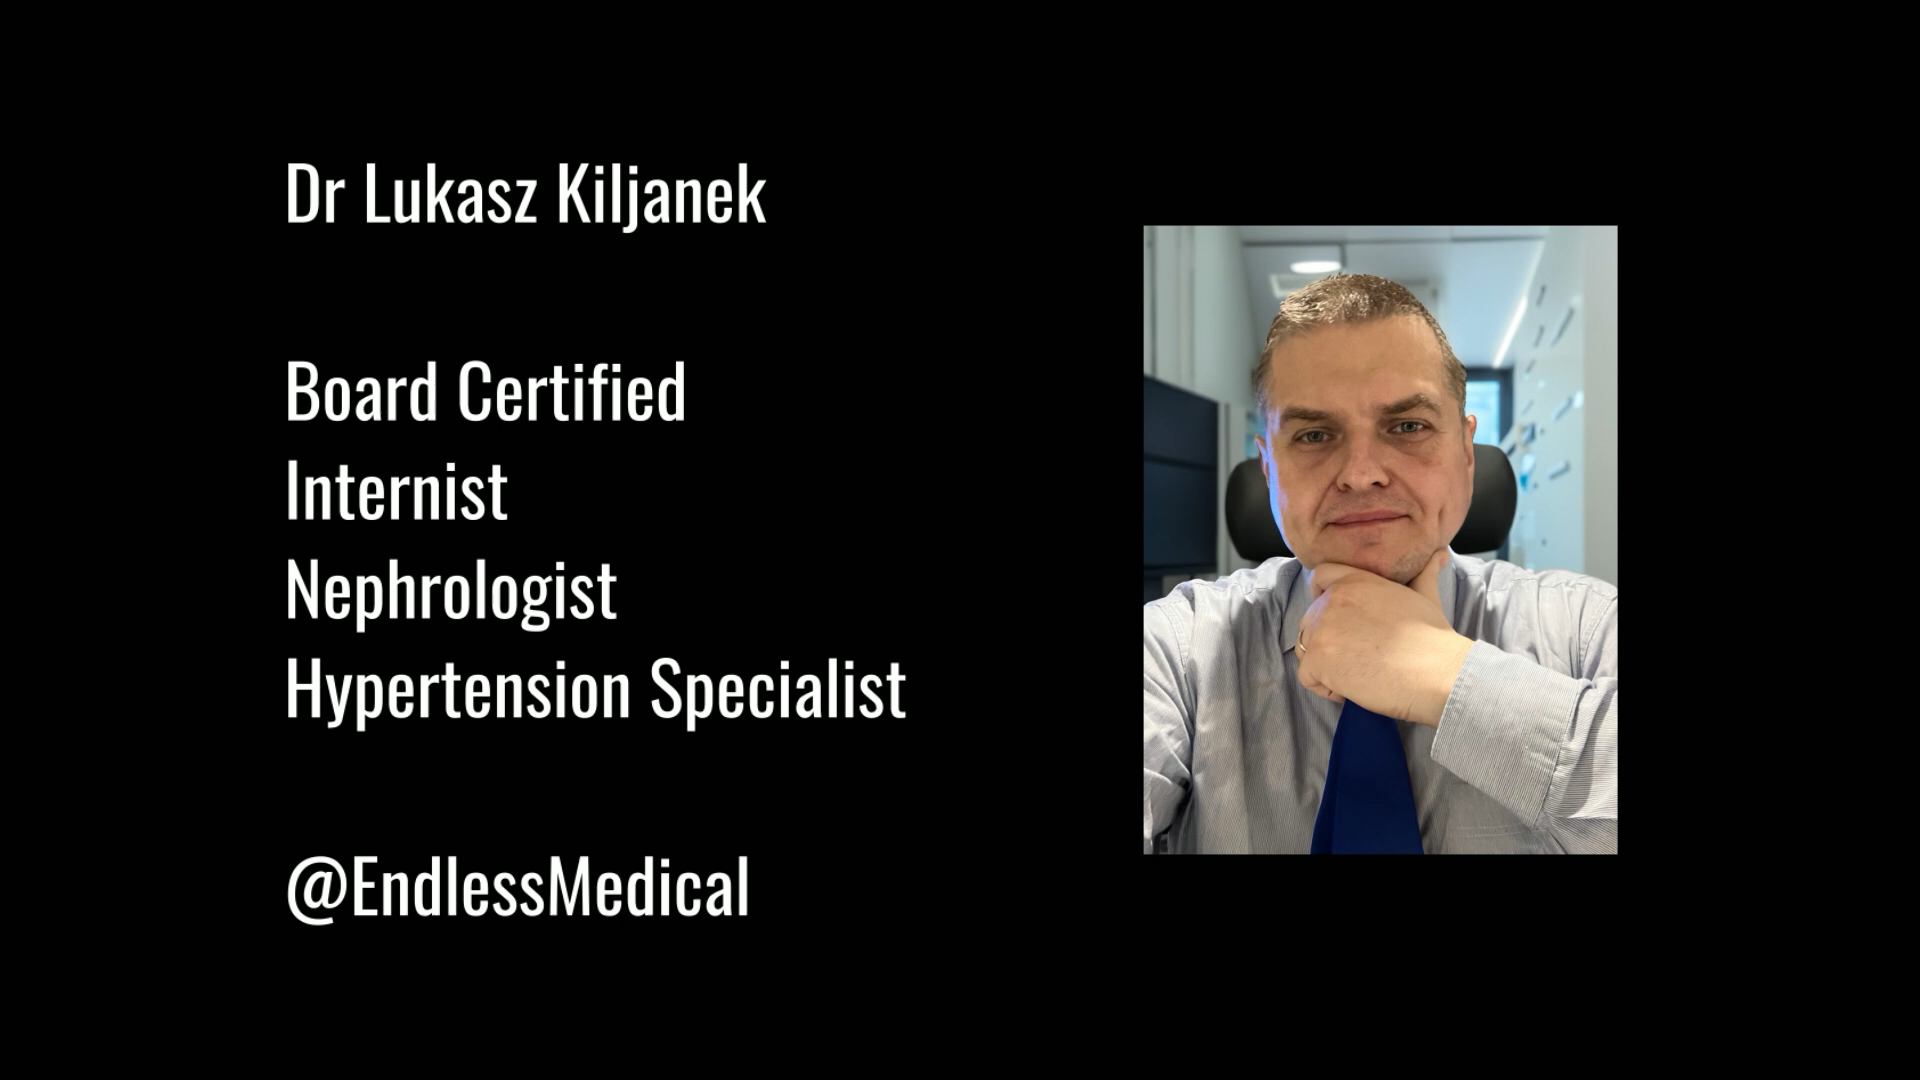 Dr Lukasz Kiljanek
Board Certified
Internist
Nephrologist
Hypertension Specialist
@EndlessMedical